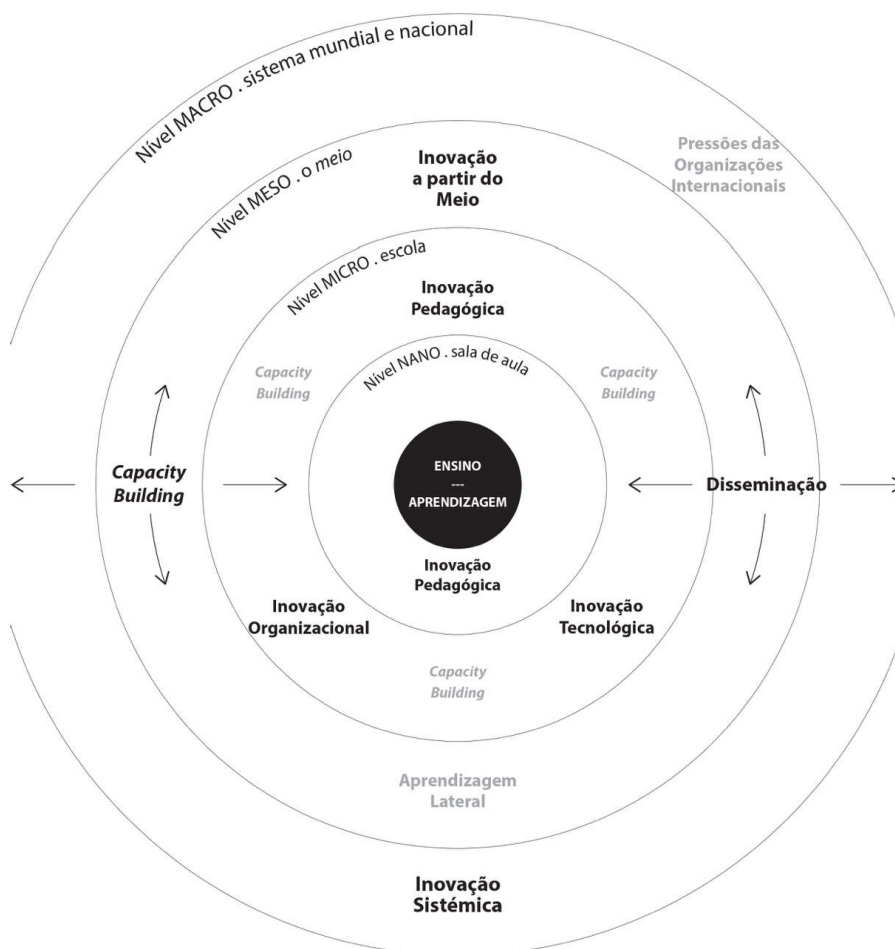 Nível MACRO . sistema mundial e nacional
Pressões das
Organizações
Internacionais
Nível MESO . o meio
Inovação
a partir do
Meio
Nível MICRO . escola
Inovação
Pedagógica
Nível NANO . sala de aula
Capacity
Building
Capacity
Building
ENSINO
---
APRENDIZAGEM
Capacity
Building
Disseminação
Inovação
Pedagógica
Inovação
Organizacional
Inovação
Tecnológica
Capacity
Building
Aprendizagem
Lateral
Inovação
Sistémica